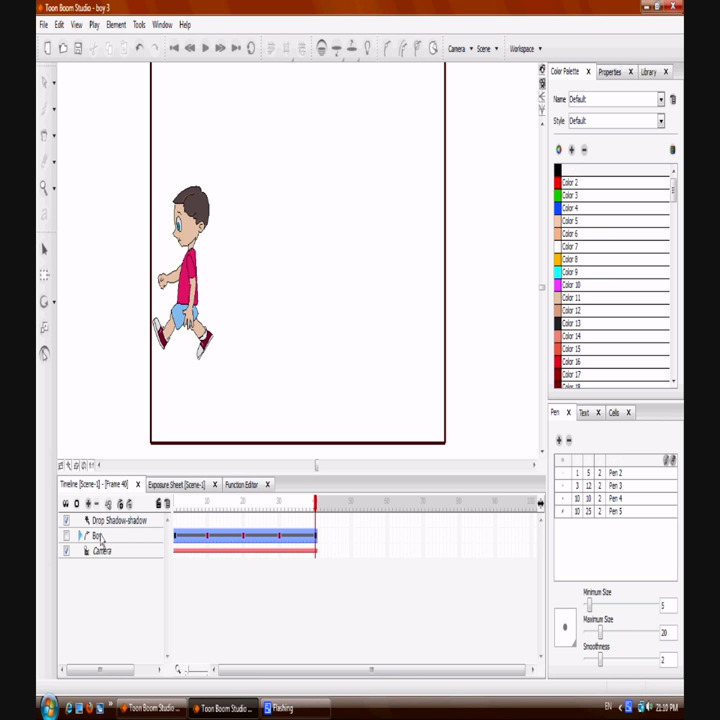 Toon Boom Studio - boy 3
File Edit View Play Element Tools Window Help
Camera Scene Workspace
Color Palette Properties Library
Name Default
Style Default
Color 2
Color 3
Color 4
Color 5
Color 6
Color 7
Color 8
Color 9
Color 10
Color 11
Color 12
Color 13
Color 14
Color 15
Color 16
Color 17
Pen Text Cells
1 5 2 Pen 2
3 12 2 Pen 3
10 10 2 Pen 4
10 25 2 Pen 5
Minimum Size
5
Maximum Size
20
Smoothness
2
Timeline [Scene-1] - [Frame 40] Exposure Sheet [Scene-1] Function Editor
Drop Shadow-shadow
Camera
Toon Boom Studio ... Toon Boom Studio ... Flashing
EN 21:10 PM